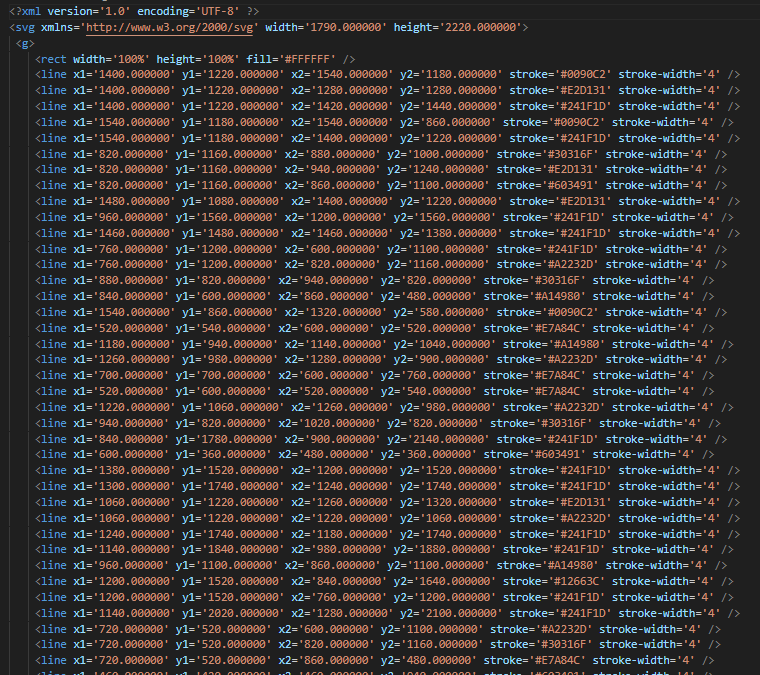 <?xml version='1.0' encoding='UTF-8' ?>
<svg xmlns='http://www.w3.org/2000/svg' width='1790.000000' height='2220.000000'>
<g>
<rect width='100%' height='100%' fill='#FFFFFF' />
<line x1='1400.000000' y1='1220.000000' x2='1540.000000' y2='1180.000000' stroke='#0090C2' stroke-width='4' />
<line x1='1400.000000' y1='1220.000000' x2='1280.000000' y2='1280.000000' stroke='#E2D131' stroke-width='4' />
<line x1='1400.000000' y1='1220.000000' x2='1420.000000' y2='1440.000000' stroke='#241F1D' stroke-width='4' />
<line x1='1540.000000' y1='1180.000000' x2='1540.000000' y2='860.000000' stroke='#0090C2' stroke-width='4' />
<line x1='1540.000000' y1='1180.000000' x2='1400.000000' y2='1220.000000' stroke='#241F1D' stroke-width='4' />
<line x1='820.000000' y1='1160.000000' x2='880.000000' y2='1000.000000' stroke='#30316F' stroke-width='4' />
<line x1='820.000000' y1='1160.000000' x2='940.000000' y2='1240.000000' stroke='#E2D131' stroke-width='4' />
<line x1='820.000000' y1='1160.000000' x2='860.000000' y2='1100.000000' stroke='#603491' stroke-width='4' />
<line x1='1480.000000' y1='1080.000000' x2='1400.000000' y2='1220.000000' stroke='#E2D131' stroke-width='4' />
<line x1='960.000000' y1='1560.000000' x2='1200.000000' y2='1560.000000' stroke='#241F1D' stroke-width='4' />
<line x1='1460.000000' y1='1480.000000' x2='1460.000000' y2='1380.000000' stroke='#241F1D' stroke-width='4' />
<line x1='760.000000' y1='1200.000000' x2='600.000000' y2='1100.000000' stroke='#241F1D' stroke-width='4' />
<line x1='760.000000' y1='1200.000000' x2='820.000000' y2='1160.000000' stroke='#A2232D' stroke-width='4' />
<line x1='880.000000' y1='820.000000' x2='940.000000' y2='820.000000' stroke='#30316F' stroke-width='4' />
<line x1='840.000000' y1='600.000000' x2='860.000000' y2='480.000000' stroke='#A14980' stroke-width='4' />
<line x1='1540.000000' y1='860.000000' x2='1320.000000' y2='580.000000' stroke='#0090C2' stroke-width='4' />
<line x1='520.000000' y1='540.000000' x2='600.000000' y2='520.000000' stroke='#E7A84C' stroke-width='4' />
<line x1='1180.000000' y1='940.000000' x2='1140.000000' y2='1040.000000' stroke='#A14980' stroke-width='4' />
<line x1='1260.000000' y1='980.000000' x2='1280.000000' y2='900.000000' stroke='#A2232D' stroke-width='4' />
<line x1='700.000000' y1='700.000000' x2='600.000000' y2='760.000000' stroke='#E7A84C' stroke-width='4' />
<line x1='520.000000' y1='600.000000' x2='520.000000' y2='540.000000' stroke='#E7A84C' stroke-width='4' />
<line x1='1220.000000' y1='1060.000000' x2='1260.000000' y2='980.000000' stroke='#A2232D' stroke-width='4' />
<line x1='940.000000' y1='820.000000' x2='1020.000000' y2='820.000000' stroke='#30316F' stroke-width='4' />
<line x1='840.000000' y1='1780.000000' x2='900.000000' y2='2140.000000' stroke='#241F1D' stroke-width='4' />
<line x1='600.000000' y1='360.000000' x2='480.000000' y2='360.000000' stroke='#603491' stroke-width='4' />
<line x1='1380.000000' y1='1520.000000' x2='1200.000000' y2='1520.000000' stroke='#241F1D' stroke-width='4' />
<line x1='1300.000000' y1='1740.000000' x2='1240.000000' y2='1740.000000' stroke='#241F1D' stroke-width='4' />
<line x1='1060.000000' y1='1220.000000' x2='1260.000000' y2='1320.000000' stroke='#E2D131' stroke-width='4' />
<line x1='1060.000000' y1='1220.000000' x2='1220.000000' y2='1060.000000' stroke='#A2232D' stroke-width='4' />
<line x1='1240.000000' y1='1740.000000' x2='1180.000000' y2='1740.000000' stroke='#241F1D' stroke-width='4' />
<line x1='1140.000000' y1='1840.000000' x2='980.000000' y2='1880.000000' stroke='#241F1D' stroke-width='4' />
<line x1='960.000000' y1='1100.000000' x2='860.000000' y2='1100.000000' stroke='#A14980' stroke-width='4' />
<line x1='1200.000000' y1='1520.000000' x2='840.000000' y2='1640.000000' stroke='#12663C' stroke-width='4' />
<line x1='1200.000000' y1='1520.000000' x2='760.000000' y2='1200.000000' stroke='#241F1D' stroke-width='4' />
<line x1='1140.000000' y1='2020.000000' x2='1280.000000' y2='2100.000000' stroke='#241F1D' stroke-width='4' />
<line x1='720.000000' y1='520.000000' x2='600.000000' y2='1100.000000' stroke='#A2232D' stroke-width='4' />
<line x1='720.000000' y1='520.000000' x2='820.000000' y2='1160.000000' stroke='#30316F' stroke-width='4' />
<line x1='720.000000' y1='520.000000' x2='860.000000' y2='480.000000' stroke='#E7A84C' stroke-width='4' />